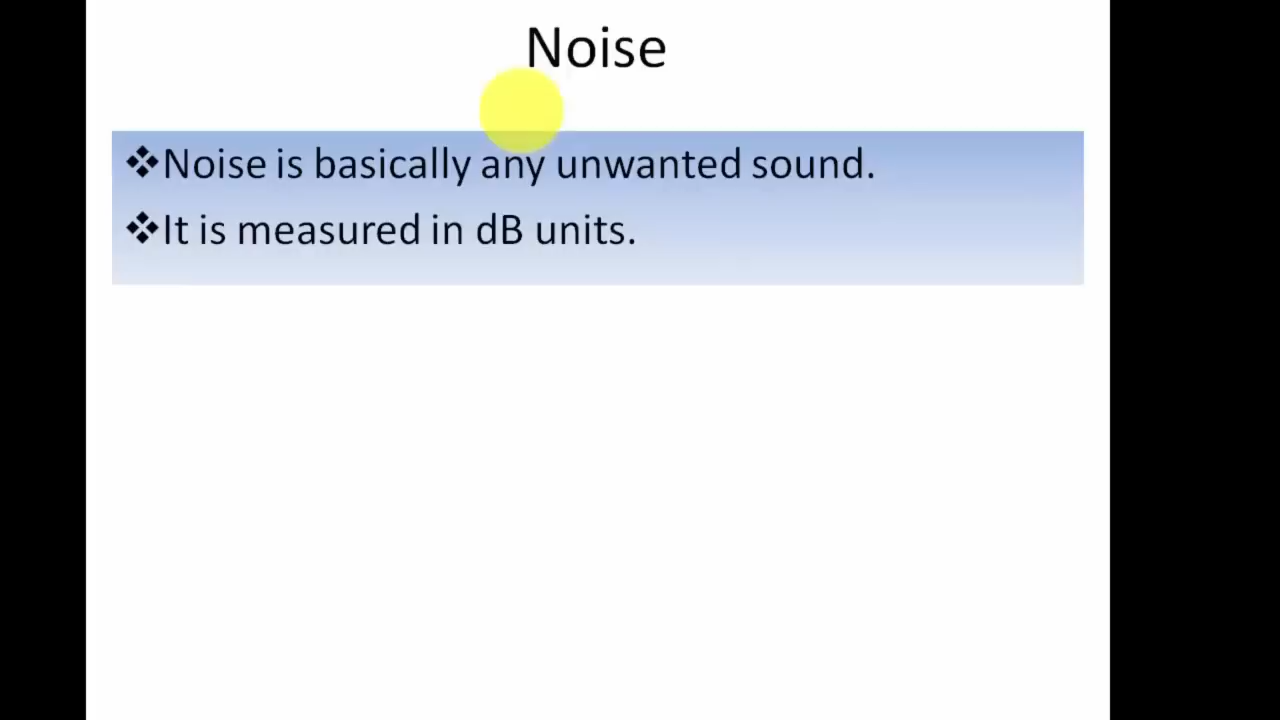 Noise
❖Noise is basically any unwanted sound.
❖It is measured in dB units.